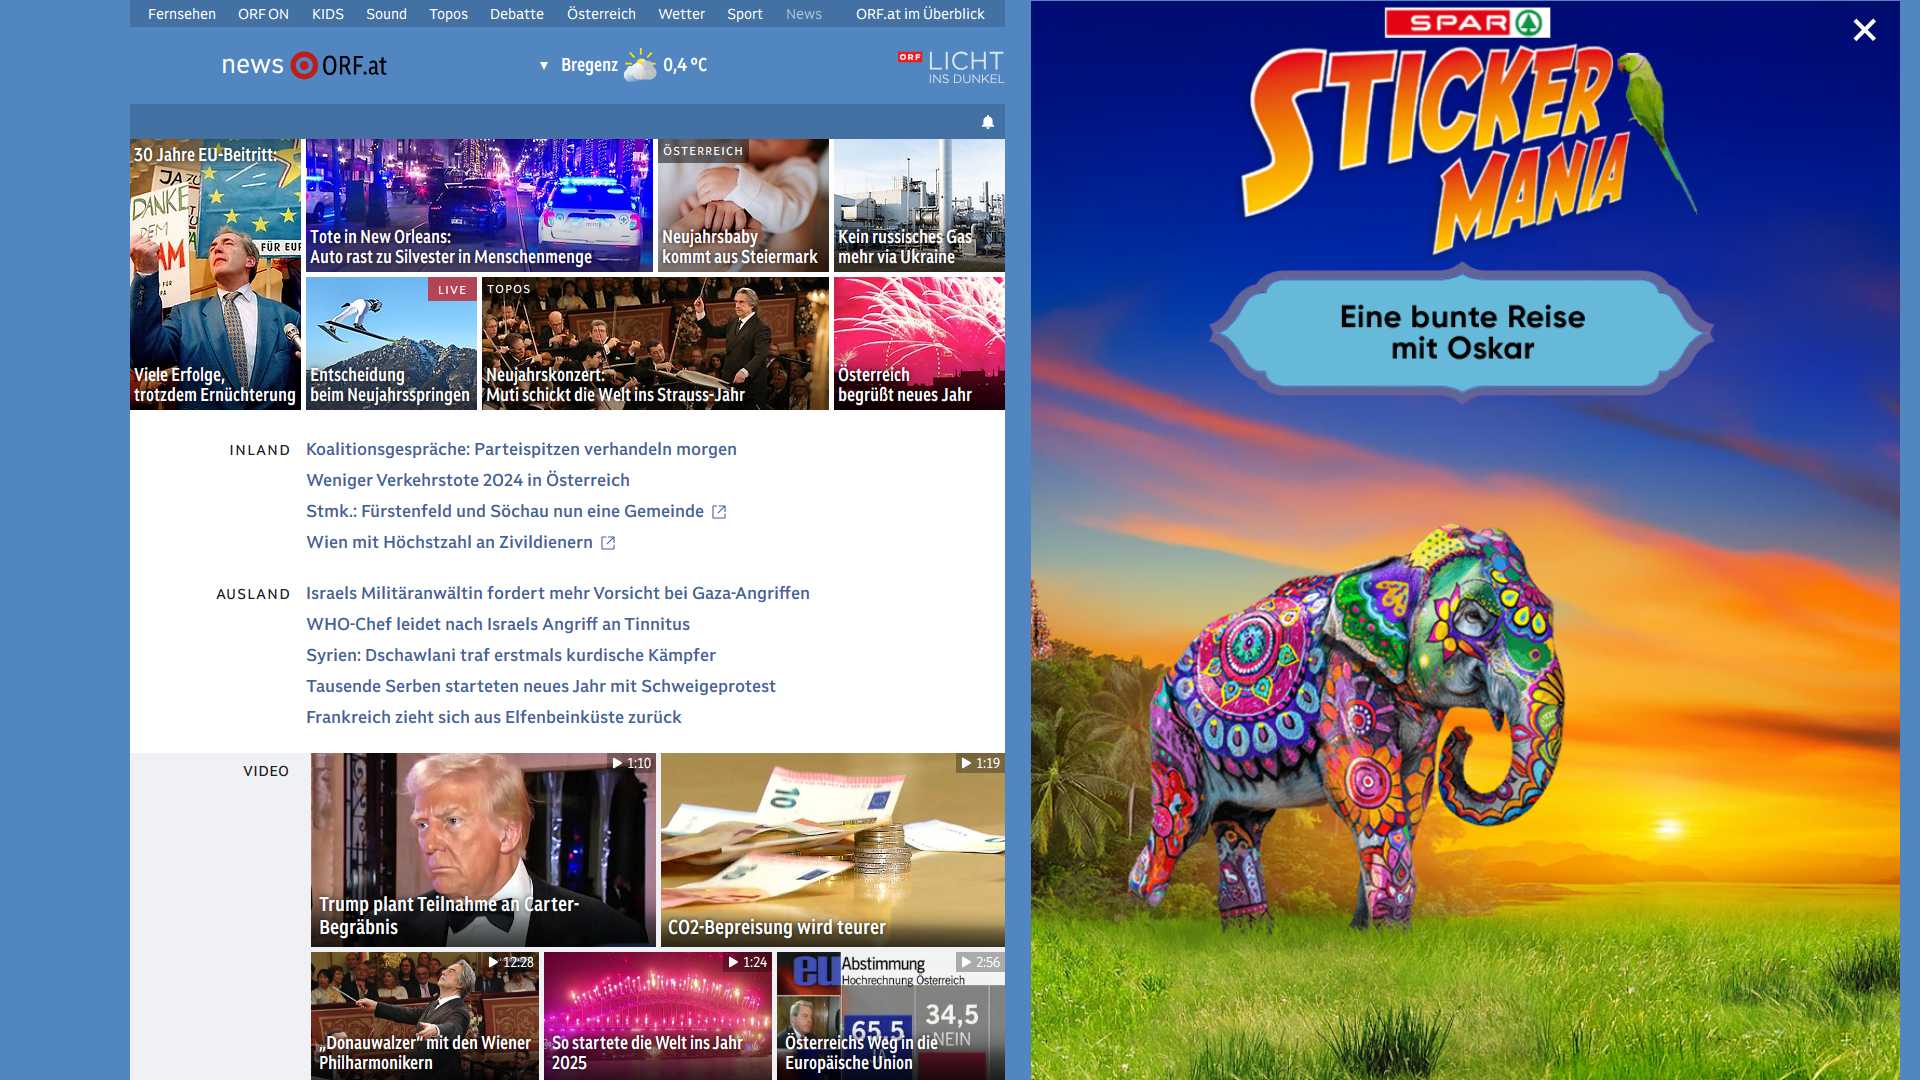 Fernsehen ORF ON KIDS Sound Topos Debatte Österreich Wetter Sport News ORF.at im Überblick
news ORF.at
Bregenz 0,4 °C
ORF LICHT
INS DUNKEL
30 Jahre EU-Beitritt:
JA
DANKE
DEM
FÜR EUR
Viele Erfolge,
trotzdem Ernüchterung
Tote in New Orleans:
Auto rast zu Silvester in Menschenmenge
ÖSTERREICH
Neujahrsbaby
kommt aus Steiermark
Kein russisches Gas
mehr via Ukraine
LIVE
Entscheidung
beim Neujahrsspringen
TOPOS
Neujahrskonzert:
Muti schickt die Welt ins Strauss-Jahr
Österreich
begrüßt neues Jahr
INLAND
Koalitionsgespräche: Parteispitzen verhandeln morgen
Weniger Verkehrstote 2024 in Österreich
Stmk.: Fürstenfeld und Söchau nun eine Gemeinde
Wien mit Höchstzahl an Zivildienern
AUSLAND
Israels Militäranwältin fordert mehr Vorsicht bei Gaza-Angriffen
WHO-Chef leidet nach Israels Angriff an Tinnitus
Syrien: Dschawlani traf erstmals kurdische Kämpfer
Tausende Serben starteten neues Jahr mit Schweigeprotest
Frankreich zieht sich aus Elfenbeinküste zurück
VIDEO
1:10
Trump plant Teilnahme an Carter-
Begräbnis
1:19
10
CO2-Bepreisung wird teurer
12:28
„Donauwalzer“ mit den Wiener
Philharmonikern
1:24
So startete die Welt ins Jahr
2025
2:56
eu Abstimmung
Hochrechnung Österreich
65,5
34,5
NEIN
Österreichs Weg in die
Europäische Union
SPAR
STICKER
MANIA
Eine bunte Reise
mit Oskar